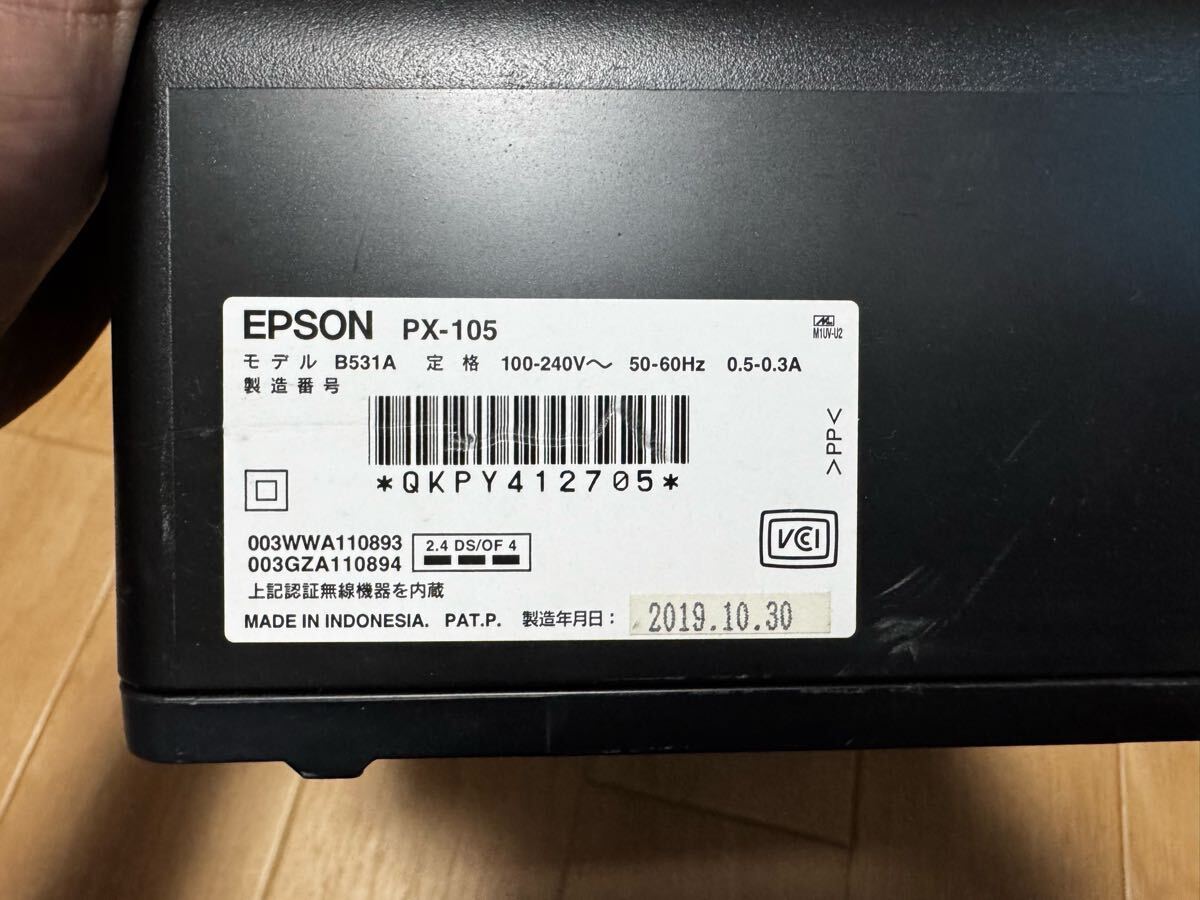 EPSON PX-105
M1UV-U2
モデル B531A 定格 100-240V～ 50-60Hz 0.5-0.3A
製造番号
*QKPY412705*
>PP<
003WWA110893
003GZA110894
2.4 DS/OF 4
VCCI
上記認証無線機器を内蔵
MADE IN INDONESIA. PAT.P. 製造年月日： 2019.10.30